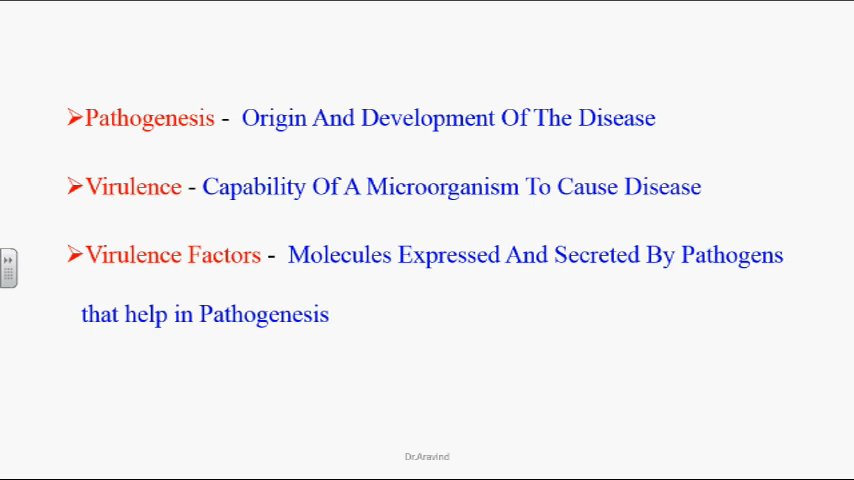 ➢Pathogenesis - Origin And Development Of The Disease
➢Virulence - Capability Of A Microorganism To Cause Disease
➢Virulence Factors - Molecules Expressed And Secreted By Pathogens
that help in Pathogenesis
Dr.Aravind